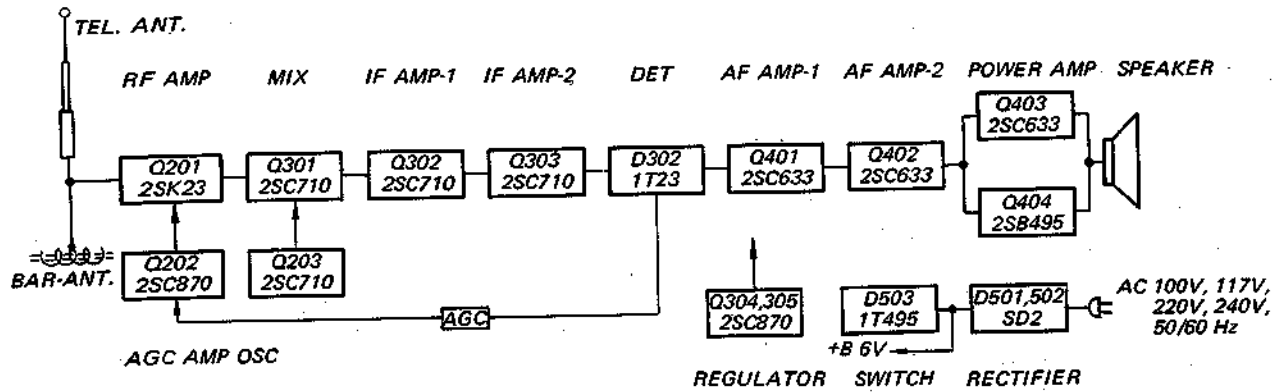 TEL. ANT.
RF AMP MIX IF AMP-1 IF AMP-2 DET AF AMP-1 AF AMP-2 POWER AMP SPEAKER
Q403
2SC633
Q201
2SK23
Q301
2SC710
Q302
2SC710
Q303
2SC710
D302
1T23
Q401
2SC633
Q402
2SC633
Q404
2SB495
BAR-ANT.
Q202
2SC870
Q203
2SC710
AGC
Q304,305
2SC870
D503
1T495
D501,502
SD2
AC 100V, 117V,
220V, 240V,
50/60 Hz
+B 6V
AGC AMP OSC
REGULATOR SWITCH RECTIFIER